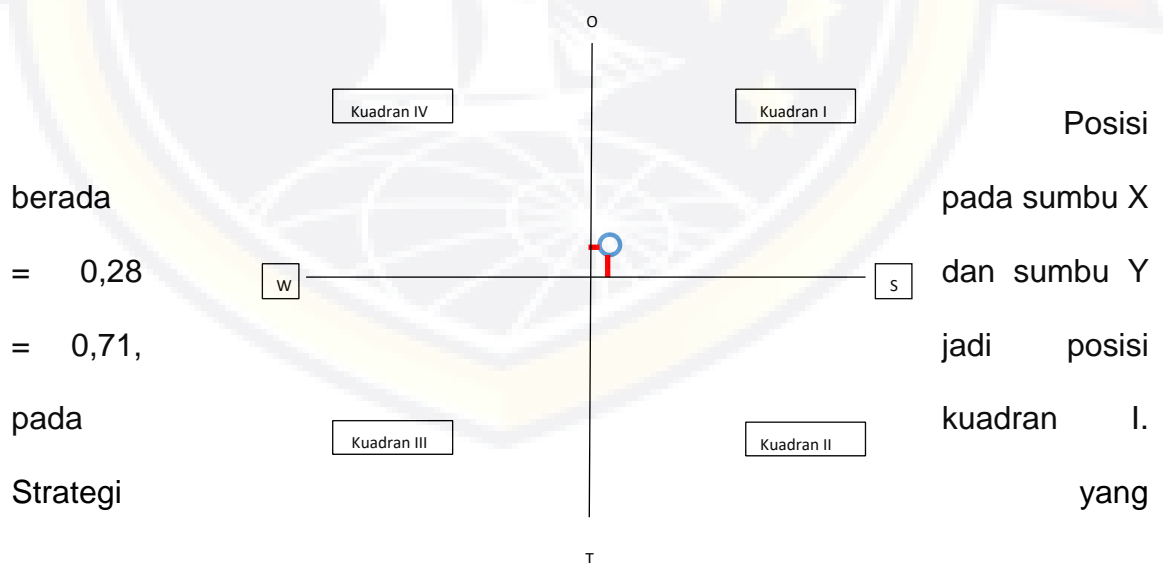 O
Kuadran IV Kuadran I
Posisi
berada pada sumbu X
= 0,28 dan sumbu Y
W S
= 0,71, jadi posisi
pada kuadran I.
Kuadran III Kuadran II
Strategi yang
T